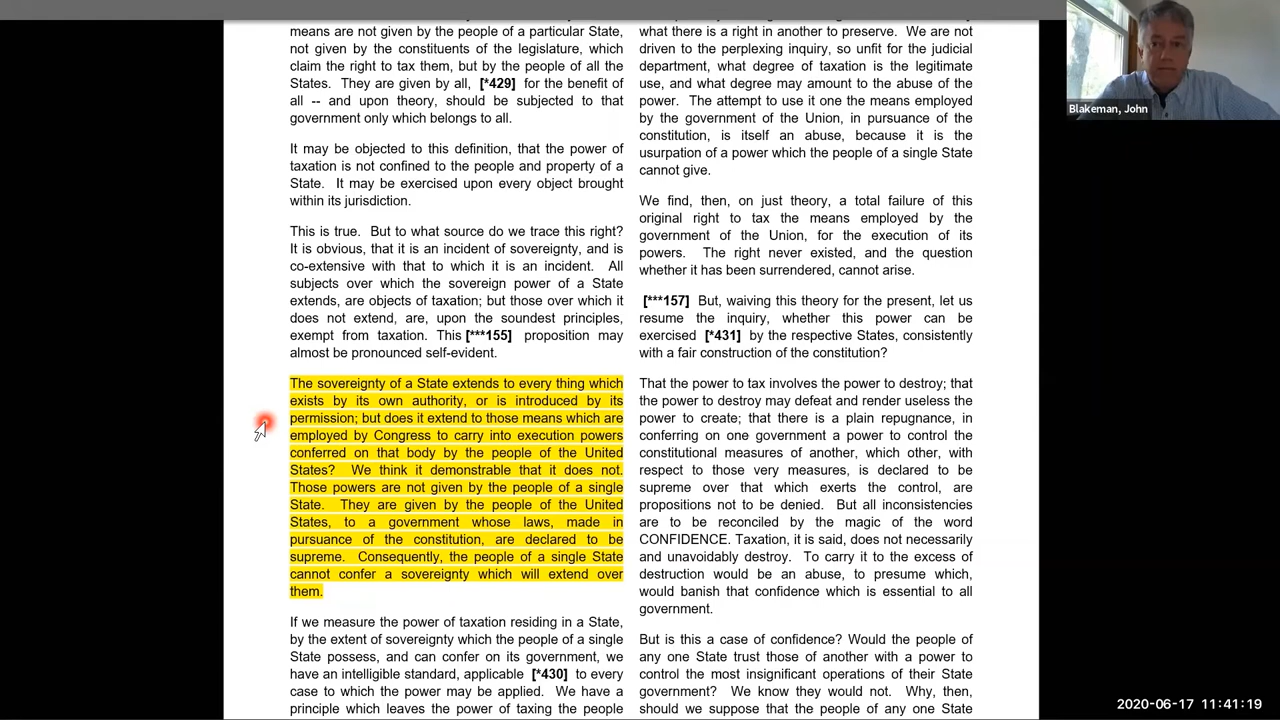 means are not given by the people of a particular State,
not given by the constituents of the legislature, which
claim the right to tax them, but by the people of all the
States. They are given by all, [*429] for the benefit of
all -- and upon theory, should be subjected to that
government only which belongs to all.
It may be objected to this definition, that the power of
taxation is not confined to the people and property of a
State. It may be exercised upon every object brought
within its jurisdiction.
This is true. But to what source do we trace this right?
It is obvious, that it is an incident of sovereignty, and is
co-extensive with that to which it is an incident. All
subjects over which the sovereign power of a State
extends, are objects of taxation; but those over which it
does not extend, are, upon the soundest principles,
exempt from taxation. This [***155] proposition may
almost be pronounced self-evident.
The sovereignty of a State extends to every thing which
exists by its own authority, or is introduced by its
permission; but does it extend to those means which are
employed by Congress to carry into execution powers
conferred on that body by the people of the United
States? We think it demonstrable that it does not.
Those powers are not given by the people of a single
State. They are given by the people of the United
States, to a government whose laws, made in
pursuance of the constitution, are declared to be
supreme. Consequently, the people of a single State
cannot confer a sovereignty which will extend over
them.
If we measure the power of taxation residing in a State,
by the extent of sovereignty which the people of a single
State possess, and can confer on its government, we
have an intelligible standard, applicable [*430] to every
case to which the power may be applied. We have a
principle which leaves the power of taxing the people
what there is a right in another to preserve. We are not
driven to the perplexing inquiry, so unfit for the judicial
department, what degree of taxation is the legitimate
use, and what degree may amount to the abuse of the
power. The attempt to use it one the means employed
by the government of the Union, in pursuance of the
constitution, is itself an abuse, because it is the
usurpation of a power which the people of a single State
cannot give.
We find, then, on just theory, a total failure of this
original right to tax the means employed by the
government of the Union, for the execution of its
powers. The right never existed, and the question
whether it has been surrendered, cannot arise.
[***157] But, waiving this theory for the present, let us
resume the inquiry, whether this power can be
exercised [*431] by the respective States, consistently
with a fair construction of the constitution?
That the power to tax involves the power to destroy; that
the power to destroy may defeat and render useless the
power to create; that there is a plain repugnance, in
conferring on one government a power to control the
constitutional measures of another, which other, with
respect to those very measures, is declared to be
supreme over that which exerts the control, are
propositions not to be denied. But all inconsistencies
are to be reconciled by the magic of the word
CONFIDENCE. Taxation, it is said, does not necessarily
and unavoidably destroy. To carry it to the excess of
destruction would be an abuse, to presume which,
would banish that confidence which is essential to all
government.
But is this a case of confidence? Would the people of
any one State trust those of another with a power to
control the most insignificant operations of their State
government? We know they would not. Why, then,
should we suppose that the people of any one State
Blakeman, John
2020-06-17 11:41:19